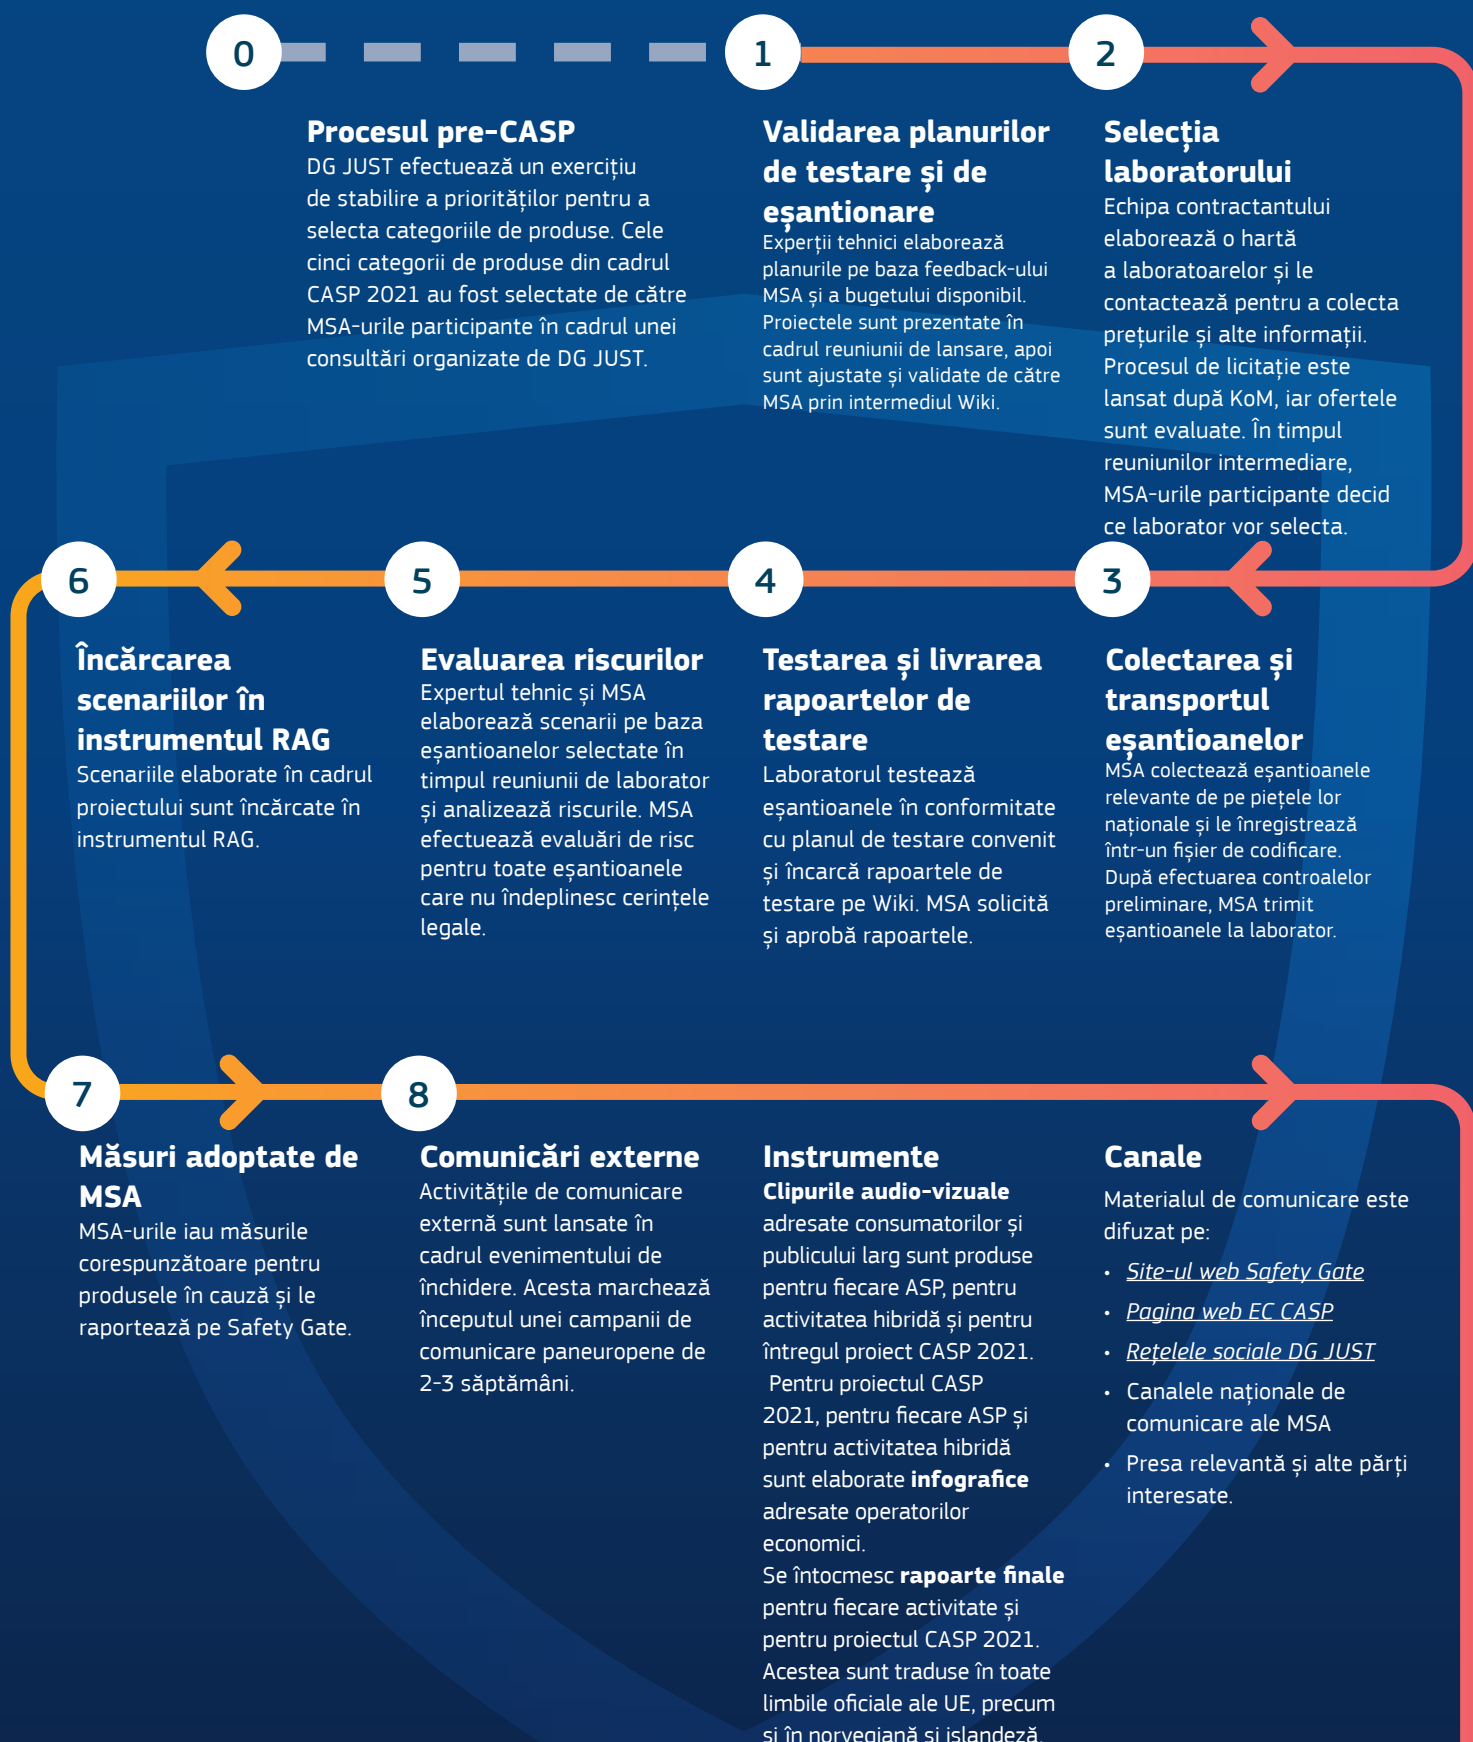 0
Procesul pre-CASP
DG JUST efectuează un exercițiu
de stabilire a priorităților pentru a
selecta categoriile de produse. Cele
cinci categorii de produse din cadrul
CASP 2021 au fost selectate de către
MSA-urile participante în cadrul unei
consultări organizate de DG JUST.
1
Validarea planurilor
de testare și de
eșantionare
Experții tehnici elaborează
planurile pe baza feedback-ului
MSA și a bugetului disponibil.
Proiectele sunt prezentate în
cadrul reuniunii de lansare, apoi
sunt ajustate și validate de către
MSA prin intermediul Wiki.
2
Selecția
laboratorului
Echipa contractantului
elaborează o hartă
a laboratoarelor și le
contactează pentru a colecta
prețurile și alte informații.
Procesul de licitație este
lansat după KoM, iar ofertele
sunt evaluate. În timpul
reuniunilor intermediare,
MSA-urile participante decid
ce laborator vor selecta.
3
Colectarea și
transportul
eșantioanelor
MSA colectează eșantioanele
relevante de pe piețele lor
naționale și le înregistrează
într-un fișier de codificare.
După efectuarea controalelor
preliminare, MSA trimit
eșantioanele la laborator.
4
Testarea și livrarea
rapoartelor de
testare
Laboratorul testează
eșantioanele în conformitate
cu planul de testare convenit
și încarcă rapoartele de
testare pe Wiki. MSA solicită
și aprobă rapoartele.
5
Evaluarea riscurilor
Expertul tehnic și MSA
elaborează scenarii pe baza
eșantioanelor selectate în
timpul reuniunii de laborator
și analizează riscurile. MSA
efectuează evaluări de risc
pentru toate eșantioanele
care nu îndeplinesc cerințele
legale.
6
Încărcarea
scenariilor în
instrumentul RAG
Scenariile elaborate în cadrul
proiectului sunt încărcate în
instrumentul RAG.
7
Măsuri adoptate de
MSA
MSA-urile iau măsurile
corespunzătoare pentru
produsele în cauză și le
raportează pe Safety Gate.
8
Comunicări externe
Activitățile de comunicare
externă sunt lansate în
cadrul evenimentului de
închidere. Acesta marchează
începutul unei campanii de
comunicare paneuropene de
2-3 săptămâni.
Instrumente
Clipurile audio-vizuale
adresate consumatorilor și
publicului larg sunt produse
pentru fiecare ASP, pentru
activitatea hibridă și pentru
întregul proiect CASP 2021.
Pentru proiectul CASP
2021, pentru fiecare ASP și
pentru activitatea hibridă
sunt elaborate infografice
adresate operatorilor
economici.
Se întocmesc rapoarte finale
pentru fiecare activitate și
pentru proiectul CASP 2021.
Acestea sunt traduse în toate
limbile oficiale ale UE, precum
și în norvegiană și islandeză.
Canale
Materialul de comunicare este
difuzat pe:
• Site-ul web Safety Gate
• Pagina web EC CASP
• Rețelele sociale DG JUST
• Canalele naționale de
comunicare ale MSA
• Presa relevantă și alte părți
interesate.